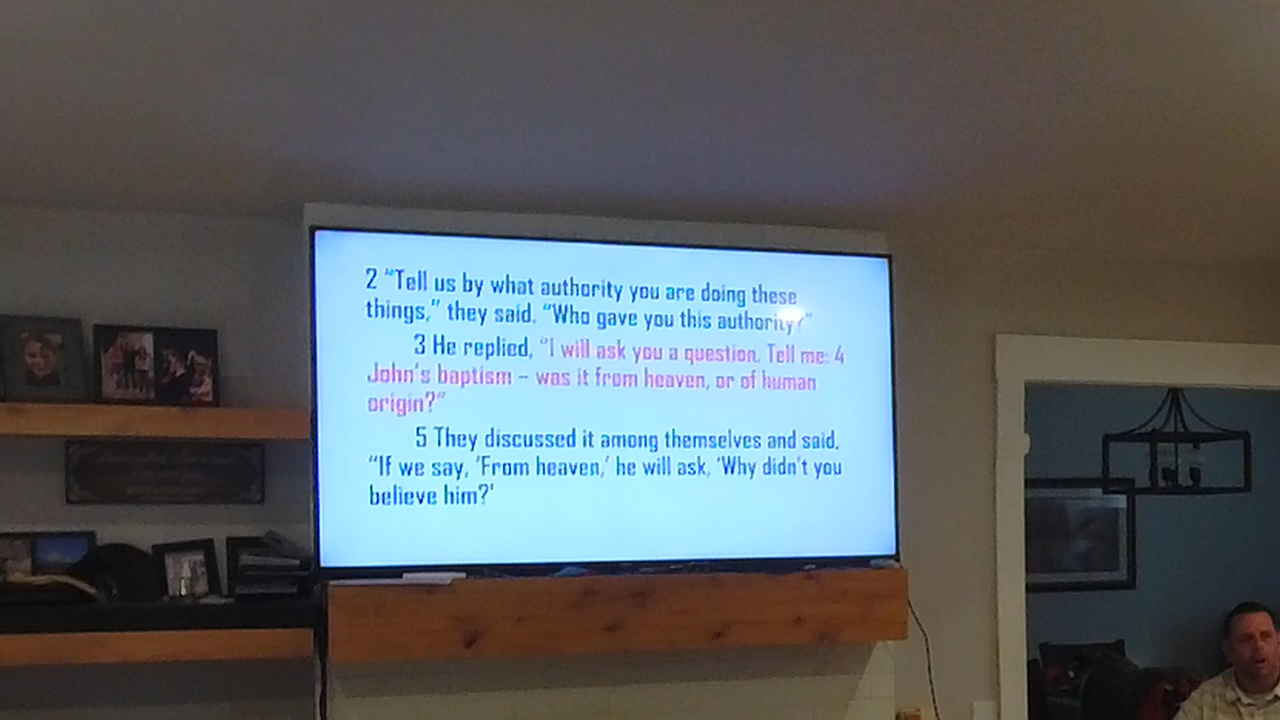 2 “Tell us by what authority you are doing these
things,” they said. “Who gave you this authority?”
3 He replied, “I will ask you a question. Tell me: 4
John’s baptism – was it from heaven, or of human
origin?”
5 They discussed it among themselves and said,
“If we say, ‘From heaven,’ he will ask, ‘Why didn’t you
believe him?’